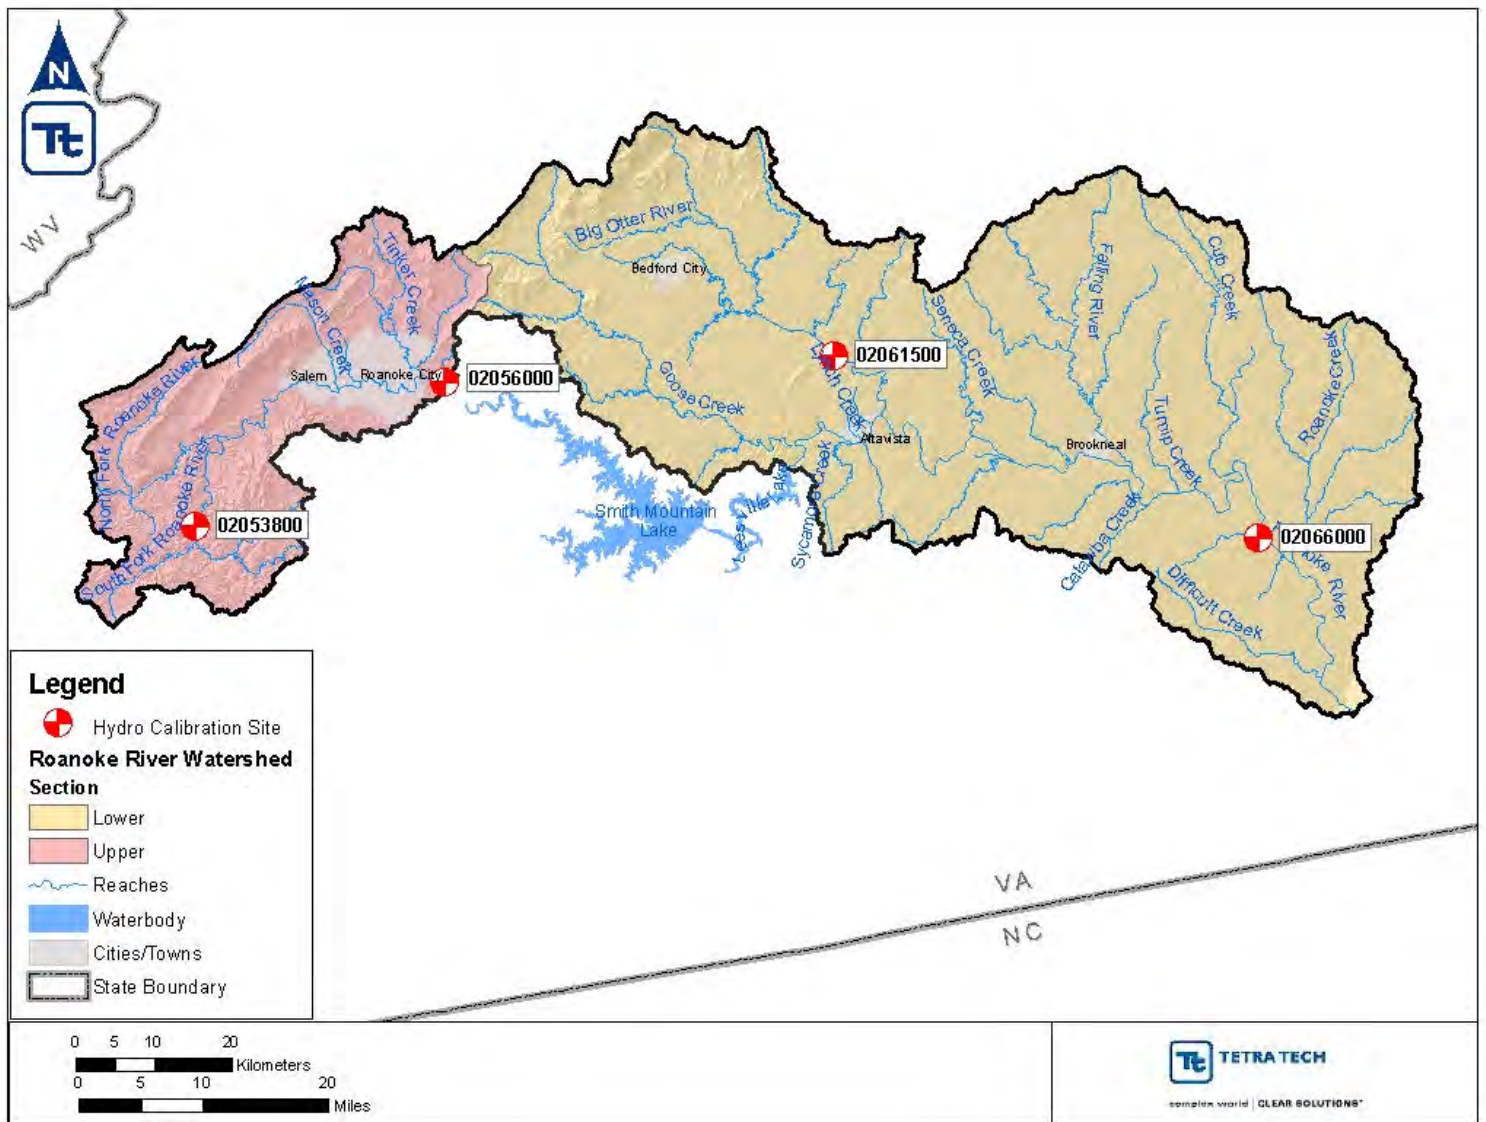 N
Tt
WV
Big Otter River
Bedford City
Tinker Creek
Mason Creek
Salem
Roanoke City
02056000
North Fork Roanoke River
South Fork Roanoke River
02053800
Goose Creek
02061500
Seneca Creek
Falling River
Cub Creek
Roanoke Creek
Turnip Creek
Altavista
Brookneal
Smith Mountain
Lake
Leesville Lake
Sycamore Creek
Catawba Creek
Difficult Creek
02066000
River
VA
NC
Legend
Hydro Calibration Site
Roanoke River Watershed
Section
Lower
Upper
Reaches
Waterbody
Cities/Towns
State Boundary
0 5 10 20
Kilometers
0 5 10 20
Miles
Tt TETRA TECH
complex world | CLEAR SOLUTIONS™